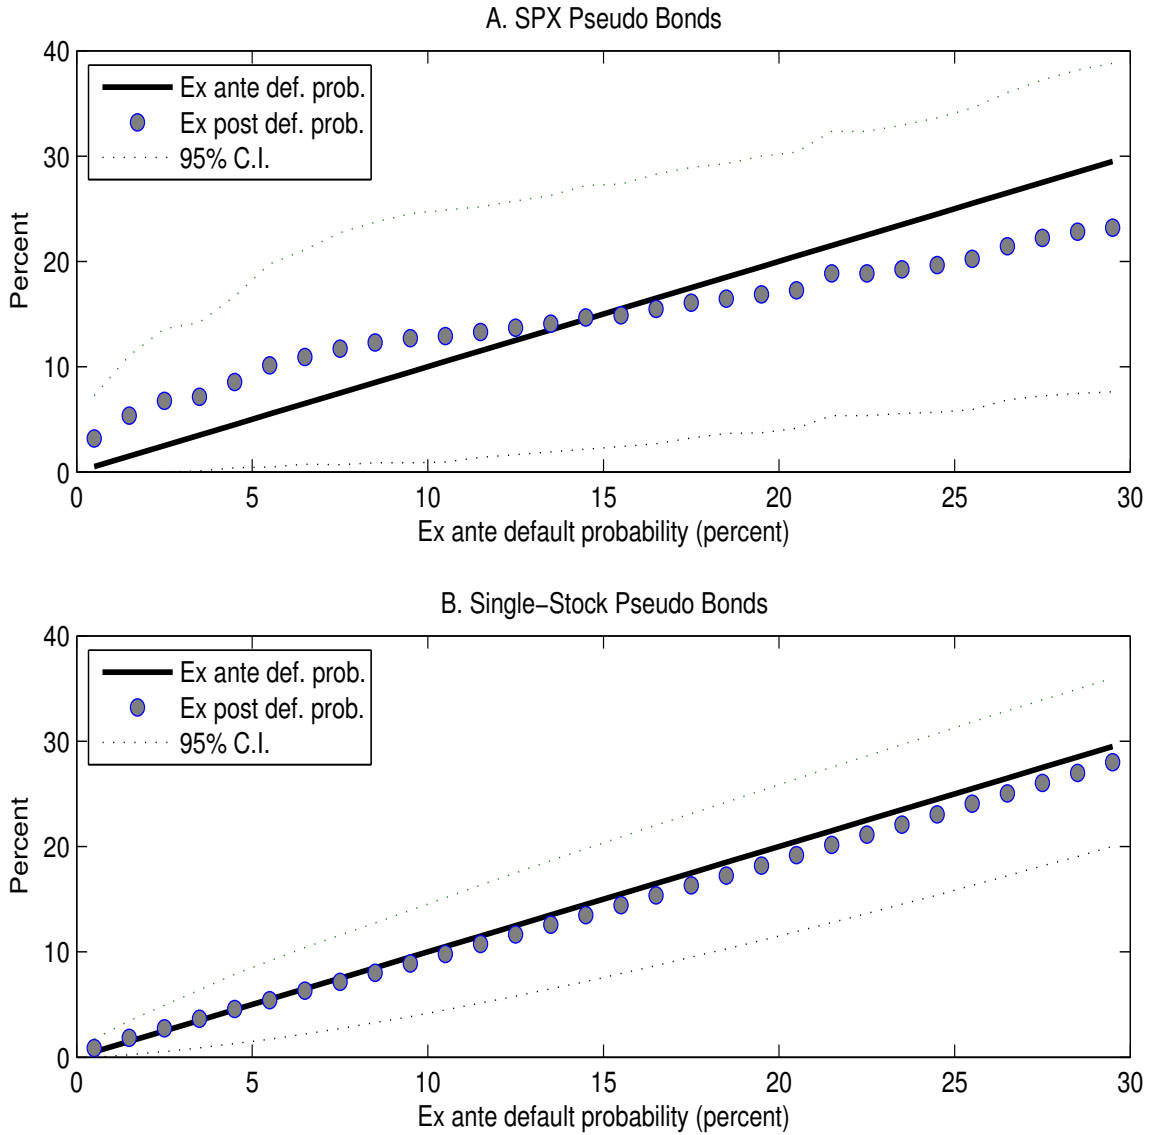 A. SPX Pseudo Bonds
40
30
20
10
0
Percent
Ex ante def. prob.
Ex post def. prob.
95% C.I.
0 5 10 15 20 25 30
Ex ante default probability (percent)
B. Single−Stock Pseudo Bonds
40
30
20
10
0
Percent
Ex ante def. prob.
Ex post def. prob.
95% C.I.
0 5 10 15 20 25 30
Ex ante default probability (percent)